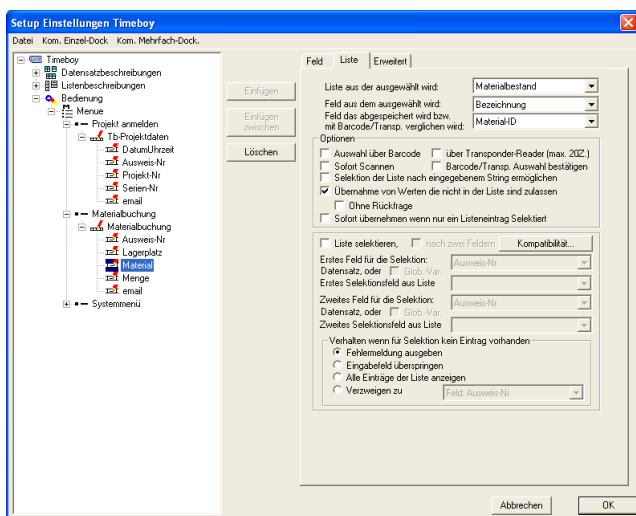 Setup Einstellungen Timeboy
Datei Kom. Einzel-Dock Kom. Mehrfach-Dock.
Timeboy
Datensatzbeschreibungen
Listenbeschreibungen
Bedienung
Menue
Projekt anmelden
Tb-Projektdaten
DatumUhrzeit
Ausweis-Nr
Projekt-Nr
Serien-Nr
email
Materialbuchung
Materialbuchung
Ausweis-Nr
Lagerplatz
Material
Menge
email
Systemmenü
Einfügen
Einfügen
zwischen
Löschen
Feld Liste Erweitert
Liste aus der ausgewählt wird: Materialbestand
Feld aus dem ausgewählt wird: Bezeichnung
Feld das abgespeichert wird bzw.
mit Barcode/Transp. verglichen wird: Material-ID
Optionen
Auswahl über Barcode über Transponder-Reader (max. 20Z.)
Sofort Scannen Barcode/Transp. Auswahl bestätigen
Selektion der Liste nach eingegebenem String ermöglichen
Übernahme von Werten die nicht in der Liste sind zulassen
Ohne Rückfrage
Sofort übernehmen wenn nur ein Listeneintrag Selektiert
Liste selektieren, nach zwei Feldern Kompatibilität...
Erstes Feld für die Selektion: Ausweis-Nr
Datensatz, oder Glob.-Var.
Erstes Selektionsfeld aus Liste
Zweites Feld für die Selektion: Ausweis-Nr
Datensatz, oder Glob.-Var.
Zweites Selektionsfeld aus Liste
Verhalten wenn für Selektion kein Eintrag vorhanden
Fehlermeldung ausgeben
Eingabefeld überspringen
Alle Einträge der Liste anzeigen
Verzweigen zu Feld: Ausweis-Nr
Abbrechen OK